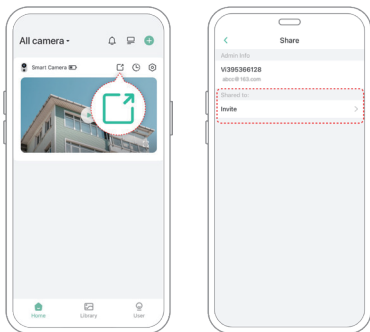 All camera
Smart Camera
Home
Library
User
Share
Admin Info
Vi395366128
abcc@163.com
Shared to:
Invite